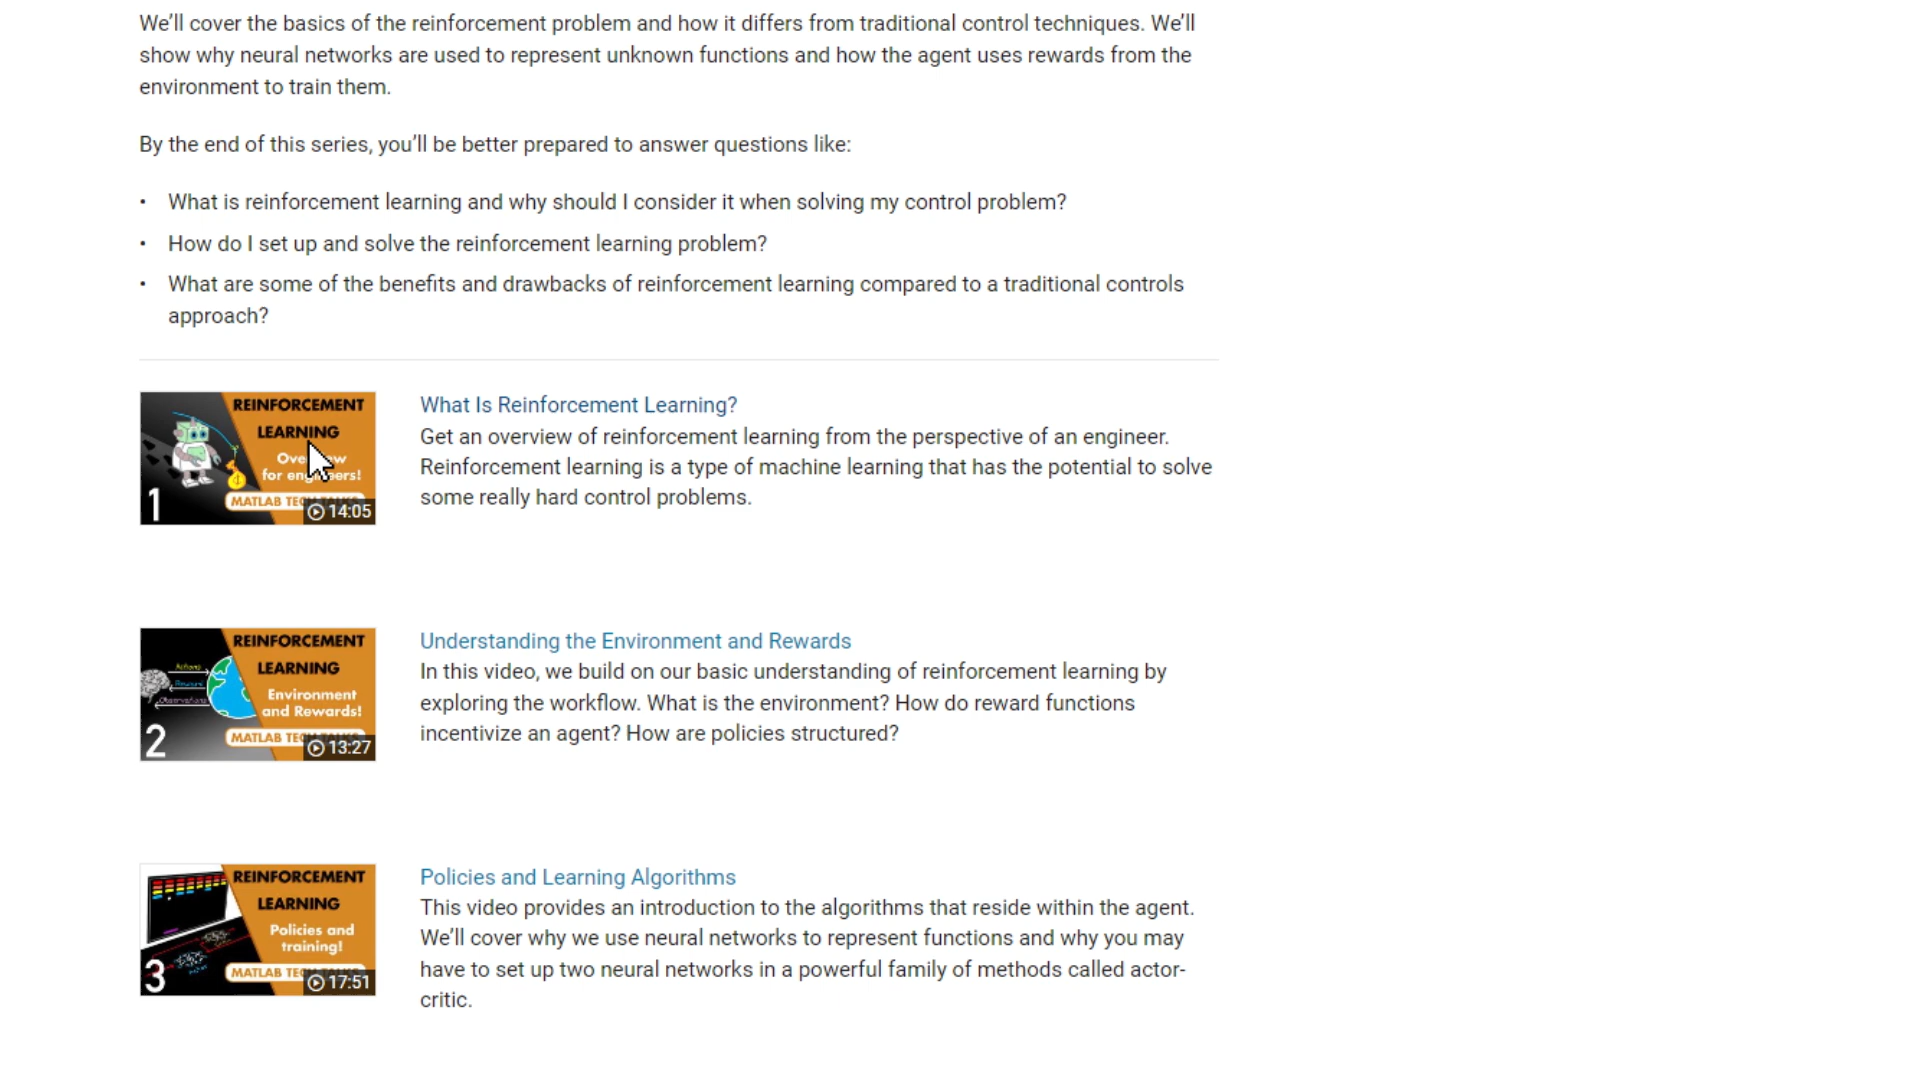 We’ll cover the basics of the reinforcement problem and how it differs from traditional control techniques. We’ll
show why neural networks are used to represent unknown functions and how the agent uses rewards from the
environment to train them.
By the end of this series, you’ll be better prepared to answer questions like:
• What is reinforcement learning and why should I consider it when solving my control problem?
• How do I set up and solve the reinforcement learning problem?
• What are some of the benefits and drawbacks of reinforcement learning compared to a traditional controls
approach?
REINFORCEMENT
LEARNING
for
MATLAB
1
14:05
What Is Reinforcement Learning?
Get an overview of reinforcement learning from the perspective of an engineer.
Reinforcement learning is a type of machine learning that has the potential to solve
some really hard control problems.
REINFORCEMENT
LEARNING
Actions
Environment
and Rewards!
MATLAB
2
13:27
Understanding the Environment and Rewards
In this video, we build on our basic understanding of reinforcement learning by
exploring the workflow. What is the environment? How do reward functions
incentivize an agent? How are policies structured?
REINFORCEMENT
LEARNING
Policies and
training!
MATLAB
3
17:51
Policies and Learning Algorithms
This video provides an introduction to the algorithms that reside within the agent.
We’ll cover why we use neural networks to represent functions and why you may
have to set up two neural networks in a powerful family of methods called actor-
critic.